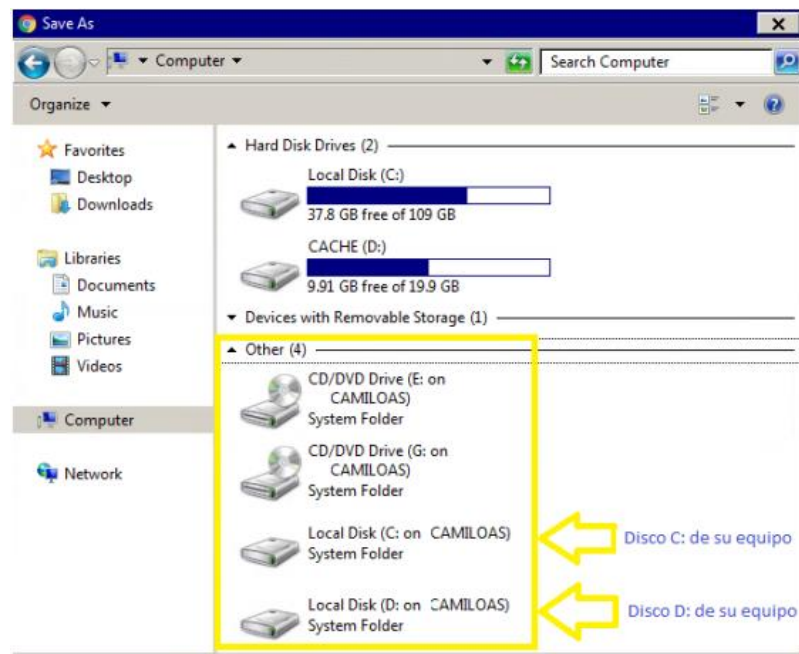 Save As
Computer
Search Computer
Organize
Favorites
Desktop
Downloads
Libraries
Documents
Music
Pictures
Videos
Computer
Network
Hard Disk Drives (2)
Local Disk (C:)
37.8 GB free of 109 GB
CACHE (D:)
9.91 GB free of 19.9 GB
Devices with Removable Storage (1)
Other (4)
CD/DVD Drive (E: on
CAMILOAS)
System Folder
CD/DVD Drive (G: on
CAMILOAS)
System Folder
Local Disk (C: on CAMILOAS)
System Folder
Disco C: de su equipo
Local Disk (D: on CAMILOAS)
System Folder
Disco D: de su equipo